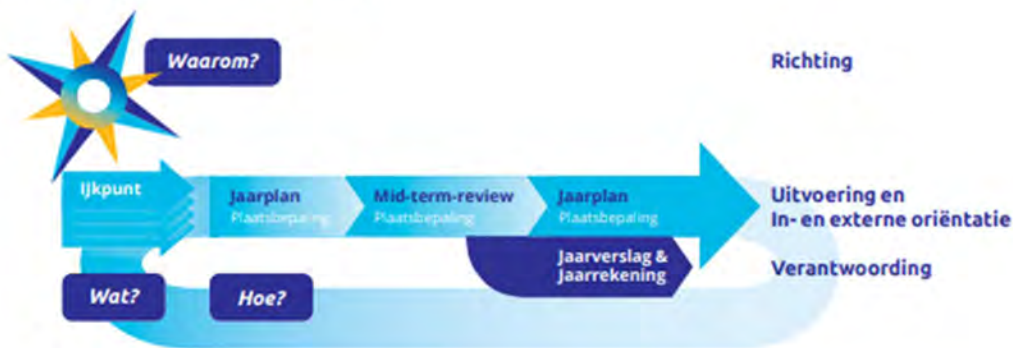 Waarom?
Richting
Ijkpunt
Jaarplan
Plaatsbepaling
Mid-term-review
Plaatsbepaling
Jaarplan
Plaatsbepaling
Uitvoering en
In- en externe oriëntatie
Jaarverslag &
Jaarrekening
Verantwoording
Wat?
Hoe?